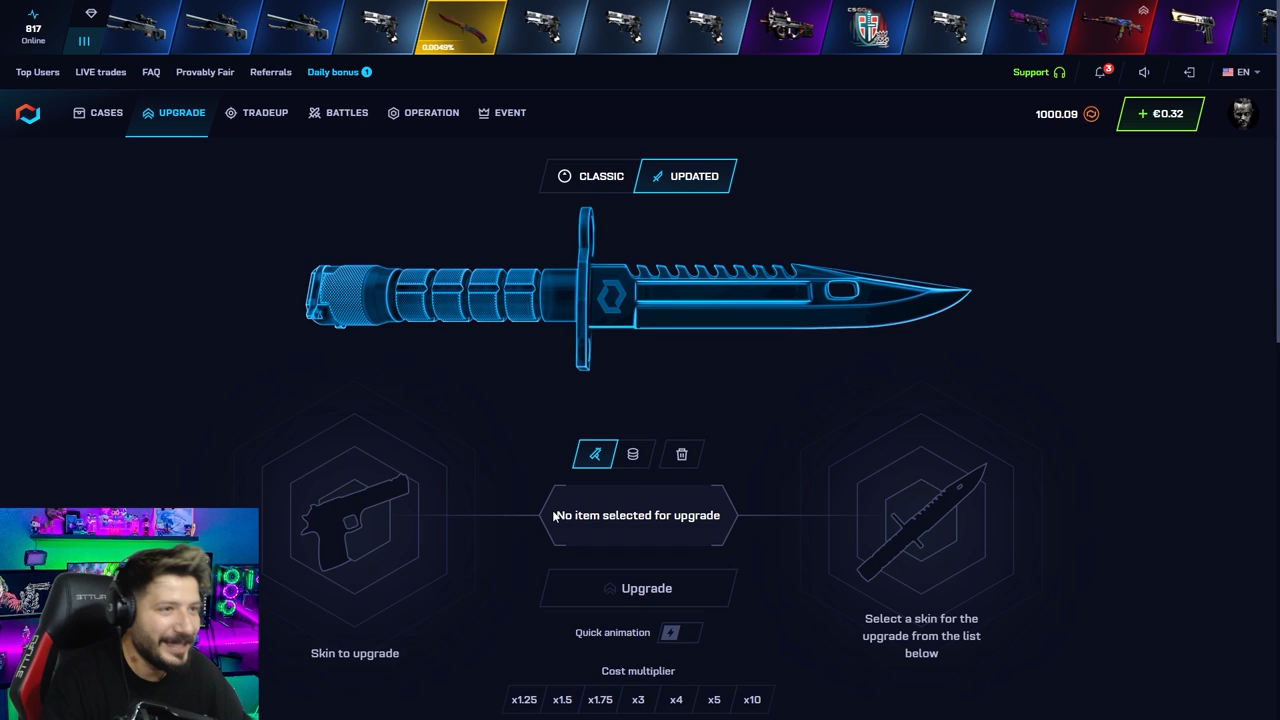 817
Online
0.0049%
CS:GO
Top Users
LIVE trades
FAQ
Provably Fair
Referrals
Daily bonus 1
Support
3
EN
CASES
UPGRADE
TRADEUP
BATTLES
OPERATION
EVENT
1000.09
+ €0.32
CLASSIC
UPDATED
No item selected for upgrade
Upgrade
Quick animation
Skin to upgrade
Select a skin for the
upgrade from the list
below
Cost multiplier
x1.25
x1.5
x1.75
x3
x4
x5
x10